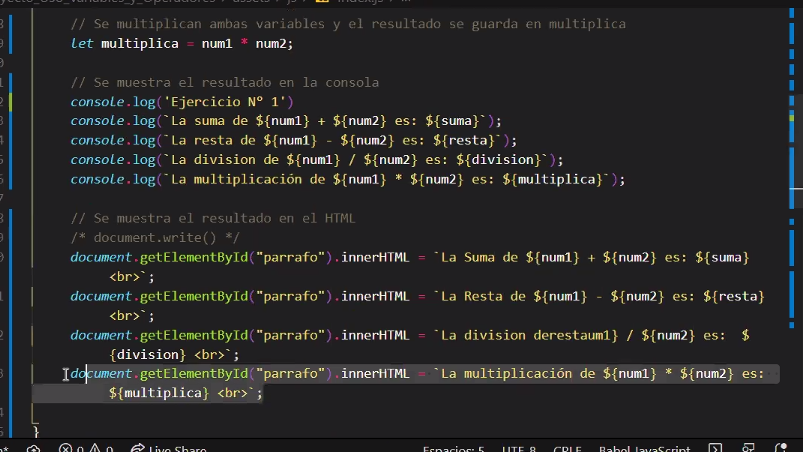 // Se multiplican ambas variables y el resultado se guarda en multiplica
let multiplica = num1 * num2;
// Se muestra el resultado en la consola
console.log('Ejercicio Nº 1')
console.log(`La suma de ${num1} + ${num2} es: ${suma}`);
console.log(`La resta de ${num1} - ${num2} es: ${resta}`);
console.log(`La division de ${num1} / ${num2} es: ${division}`);
console.log(`La multiplicación de ${num1} * ${num2} es: ${multiplica}`);
// Se muestra el resultado en el HTML
/* document.write() */
document.getElementById("parrafo").innerHTML = `La Suma de ${num1} + ${num2} es: ${suma}
<br>`;
document.getElementById("parrafo").innerHTML = `La Resta de ${num1} - ${num2} es: ${resta}
<br>`;
document.getElementById("parrafo").innerHTML = `La division derestaum1} / ${num2} es:  $
{division} <br>`;
document.getElementById("parrafo").innerHTML = `La multiplicación de ${num1} * ${num2} es:
${multiplica} <br>`;
}
0 0 Live Share Espacios: 5 UTF-8 CRLF Babel JavaScript